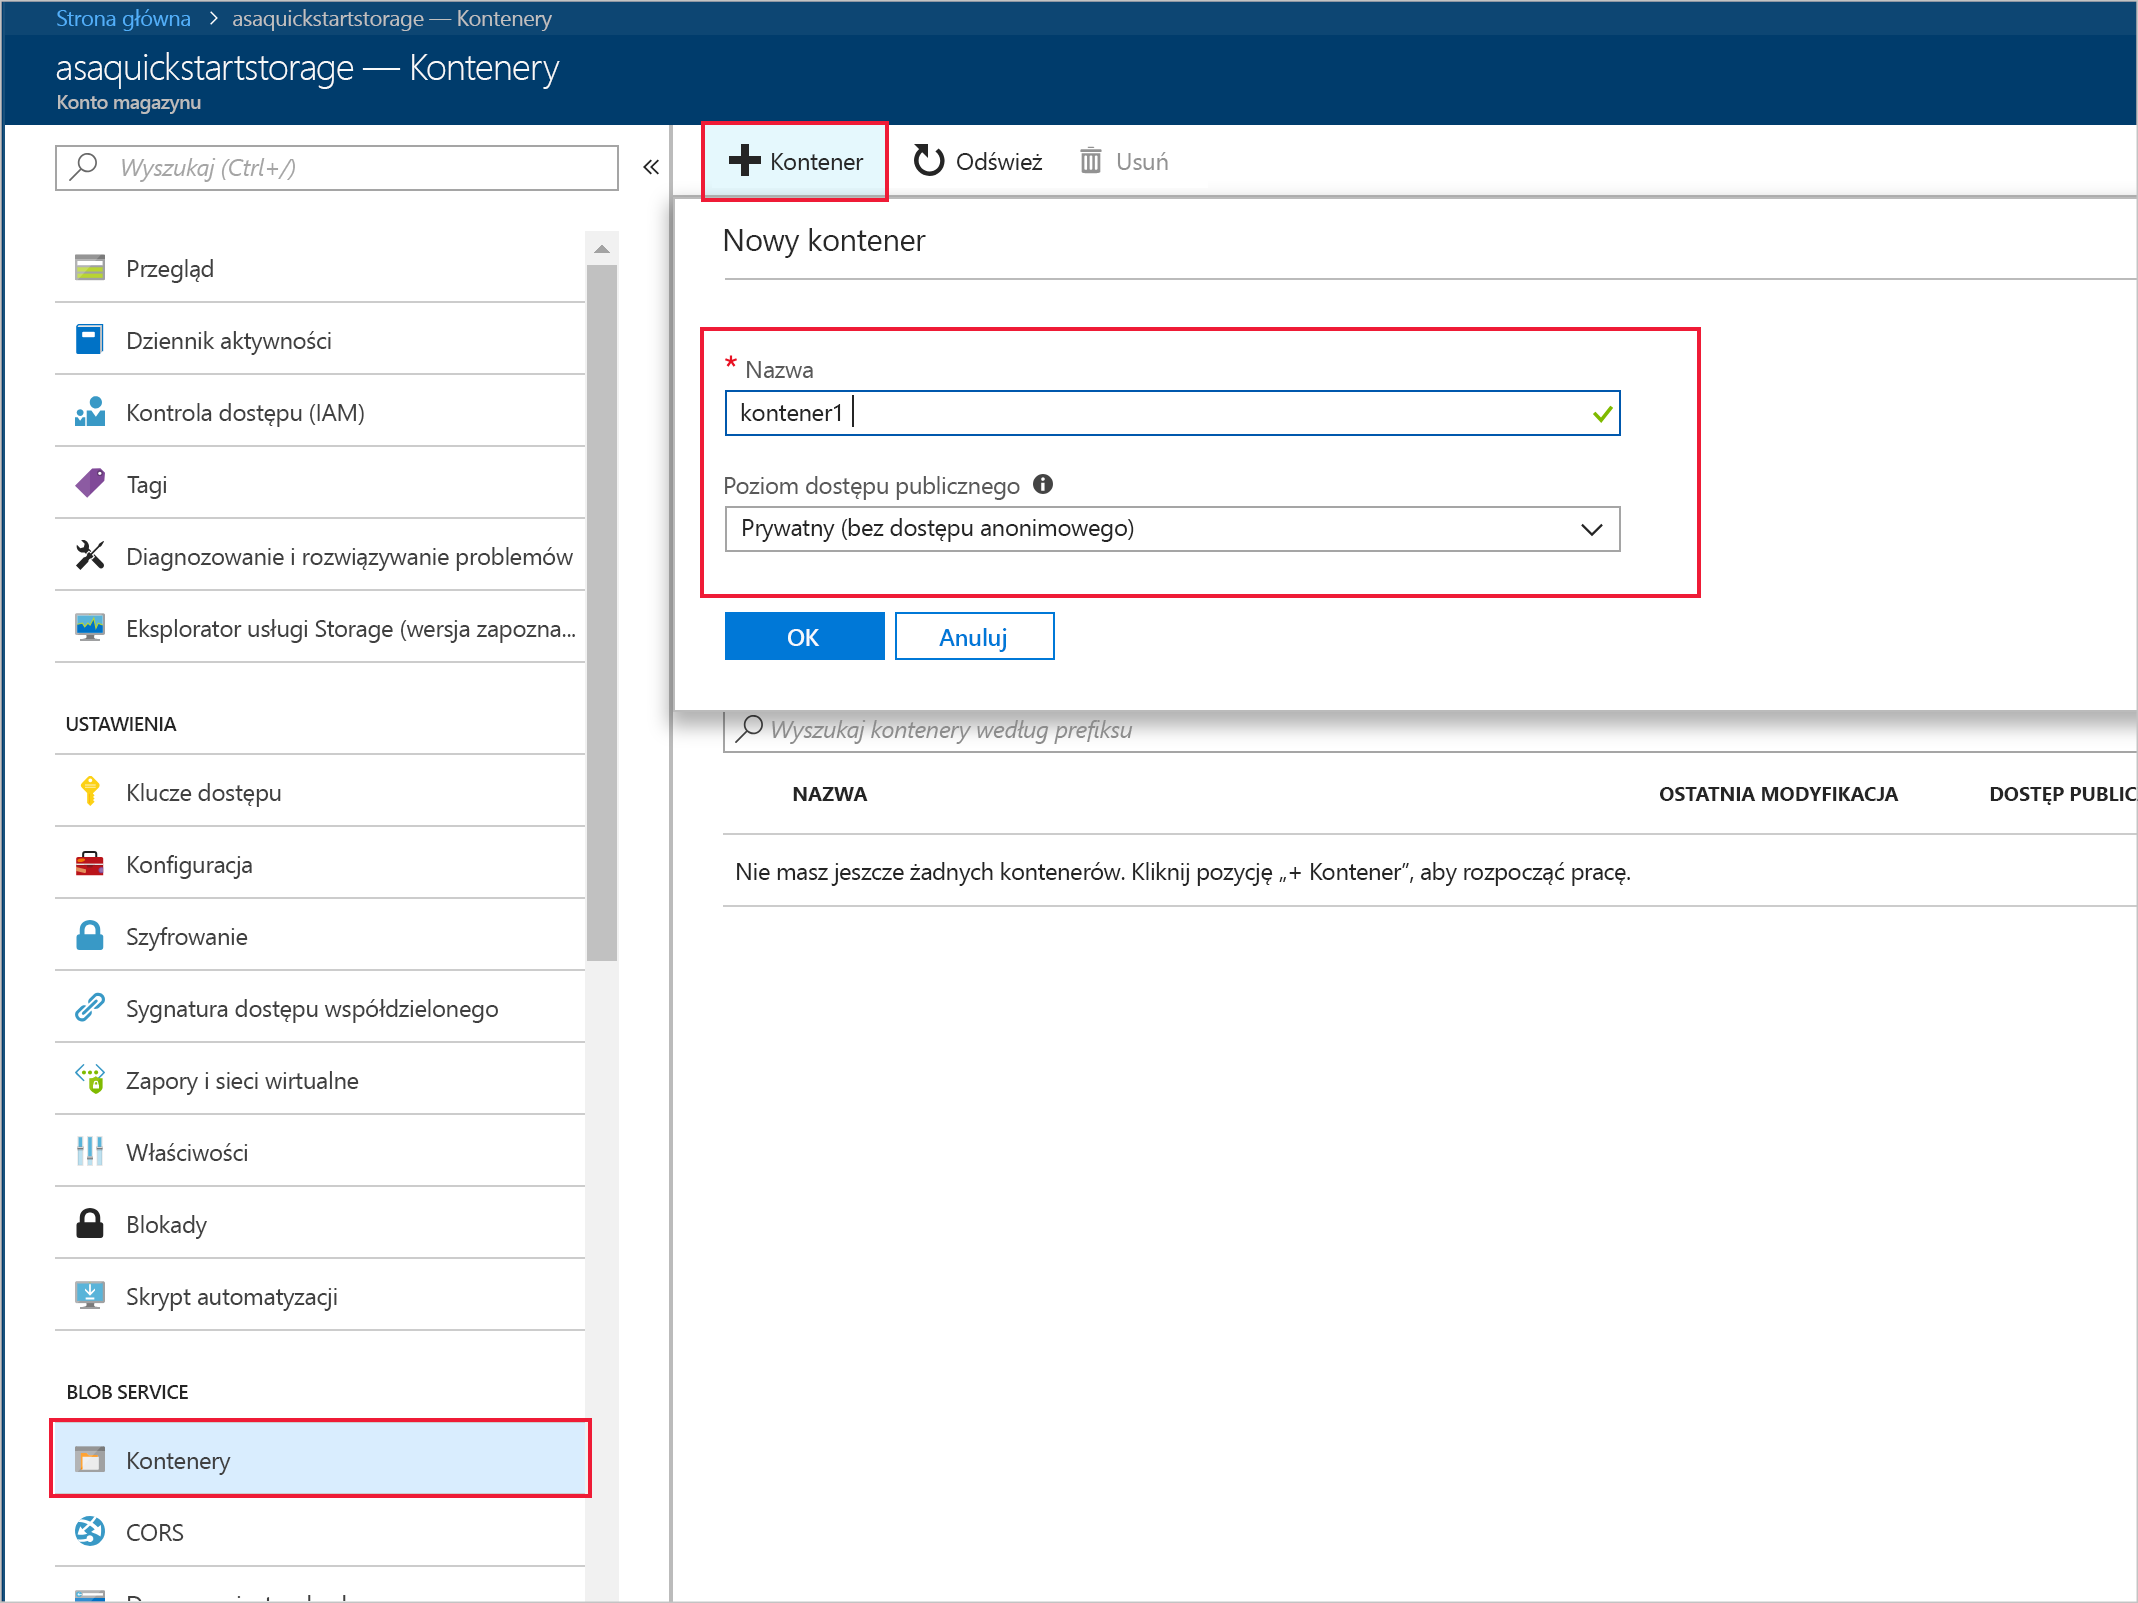 Strona główna > asaquickstartstorage — Kontenery
asaquickstartstorage — Kontenery
Konto magazynu
Wyszukaj (Ctrl+/)
«
Przegląd
Dziennik aktywności
Kontrola dostępu (IAM)
Tagi
Diagnozowanie i rozwiązywanie problemów
Eksplorator usługi Storage (wersja zapozna...
USTAWIENIA
Klucze dostępu
Konfiguracja
Szyfrowanie
Sygnatura dostępu współdzielonego
Zapory i sieci wirtualne
Właściwości
Blokady
Skrypt automatyzacji
BLOB SERVICE
Kontenery
CORS
Kontener Odśwież Usuń
Nowy kontener
* Nazwa
kontener1
Poziom dostępu publicznego
Prywatny (bez dostępu anonimowego)
OK Anuluj
Wyszukaj kontenery według prefiksu
NAZWA OSTATNIA MODYFIKACJA DOSTĘP PUBLIC
Nie masz jeszcze żadnych kontenerów. Kliknij pozycję „+ Kontener”, aby rozpocząć pracę.